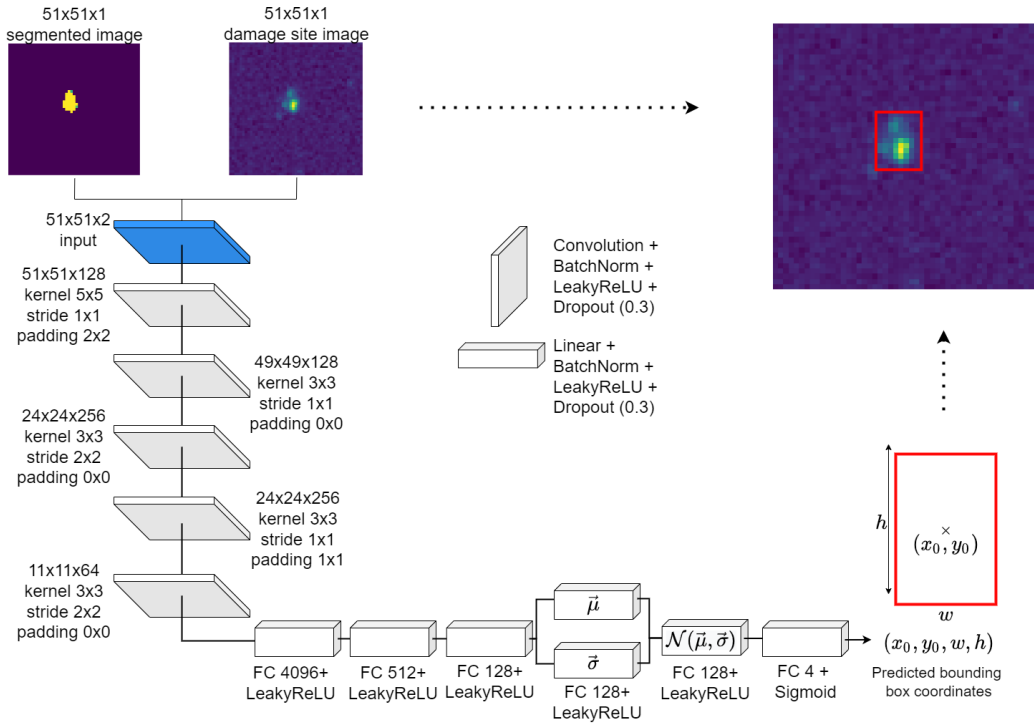 51x51x1
segmented image
51x51x1
damage site image
51x51x2
input
51x51x128
kernel 5x5
stride 1x1
padding 2x2
49x49x128
kernel 3x3
stride 1x1
padding 0x0
24x24x256
kernel 3x3
stride 2x2
padding 0x0
24x24x256
kernel 3x3
stride 1x1
padding 1x1
11x11x64
kernel 3x3
stride 2x2
padding 0x0
Convolution +
BatchNorm +
LeakyReLU +
Dropout (0.3)
Linear +
BatchNorm +
LeakyReLU +
Dropout (0.3)
FC 4096+
LeakyReLU
FC 512+
LeakyReLU
FC 128+
LeakyReLU
μ⃗
σ⃗
FC 128+
LeakyReLU
𝒩(μ⃗, σ⃗)
FC 128+
LeakyReLU
FC 4 +
Sigmoid
h
×
(x₀, y₀)
w
(x₀, y₀, w, h)
Predicted bounding
box coordinates